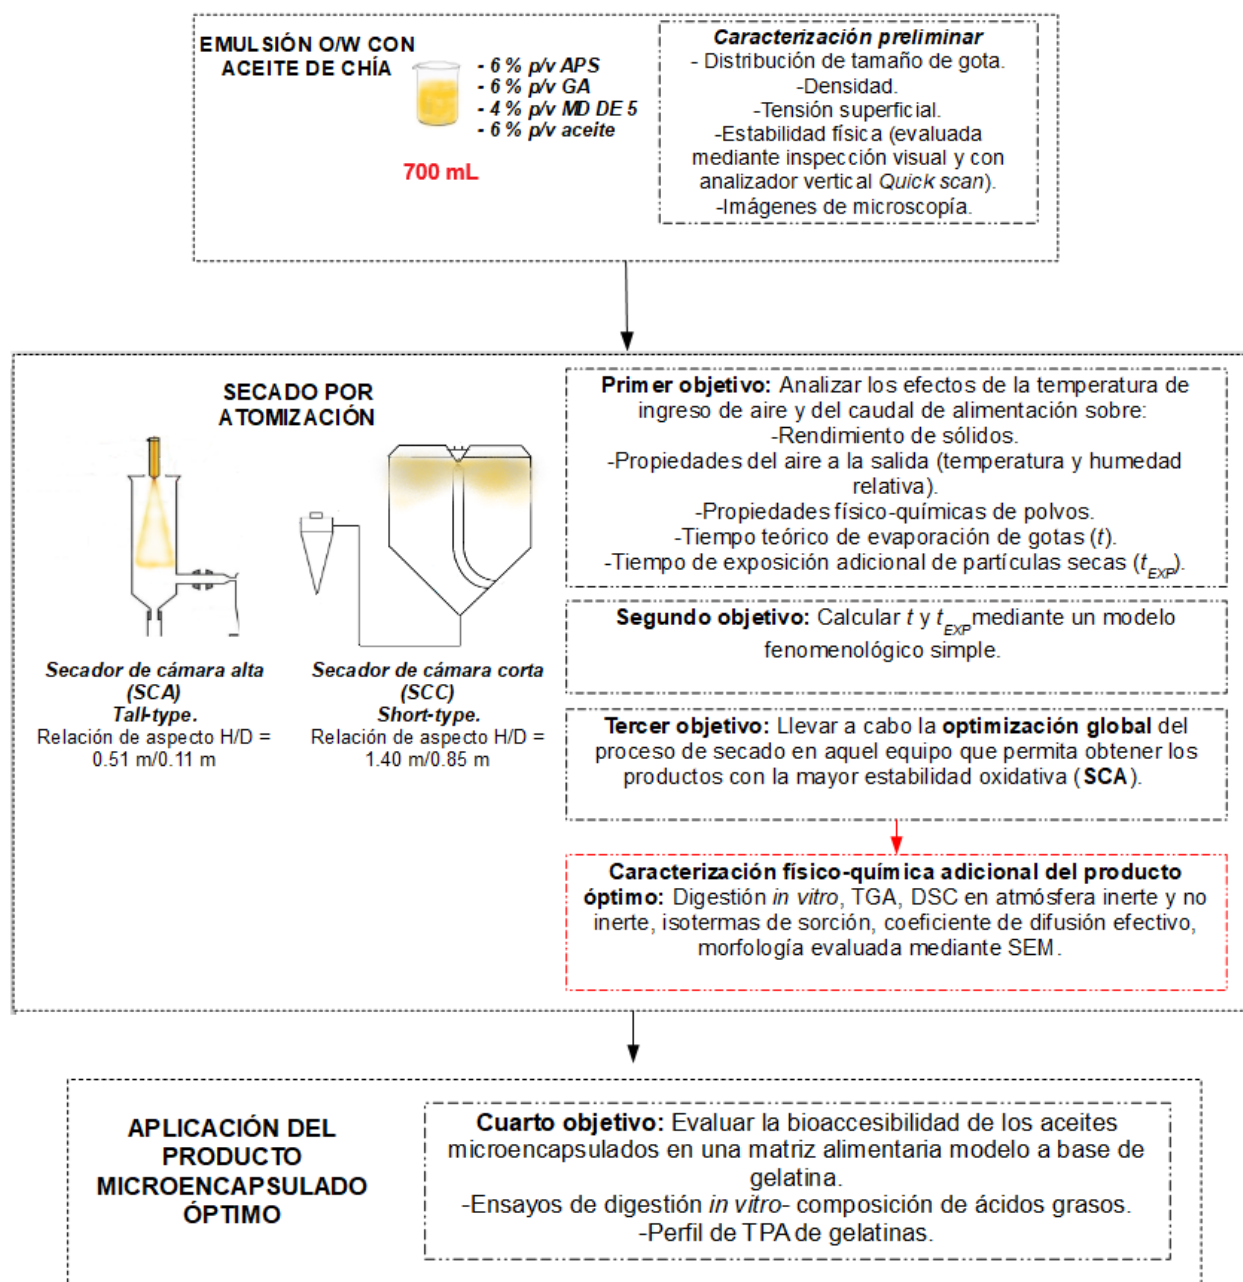 EMULSIÓN O/W CON
ACEITE DE CHÍA
- 6 % p/v APS
- 6 % p/v GA
- 4 % p/v MD DE 5
- 6 % p/v aceite
700 mL
Caracterización preliminar
- Distribución de tamaño de gota.
-Densidad.
-Tensión superficial.
-Estabilidad física (evaluada
mediante inspección visual y con
analizador vertical Quick scan).
-Imágenes de microscopía.
SECADO POR
ATOMIZACIÓN
Secador de cámara alta
(SCA)
Tall-type.
Relación de aspecto H/D =
0.51 m/0.11 m
Secador de cámara corta
(SCC)
Short-type.
Relación de aspecto H/D =
1.40 m/0.85 m
Primer objetivo: Analizar los efectos de la temperatura de
ingreso de aire y del caudal de alimentación sobre:
-Rendimiento de sólidos.
-Propiedades del aire a la salida (temperatura y humedad
relativa).
-Propiedades físico-químicas de polvos.
-Tiempo teórico de evaporación de gotas (t).
-Tiempo de exposición adicional de partículas secas (tEXP).
Segundo objetivo: Calcular t y tEXP mediante un modelo
fenomenológico simple.
Tercer objetivo: Llevar a cabo la optimización global del
proceso de secado en aquel equipo que permita obtener los
productos con la mayor estabilidad oxidativa (SCA).
Caracterización físico-química adicional del producto
óptimo: Digestión in vitro, TGA, DSC en atmósfera inerte y no
inerte, isotermas de sorción, coeficiente de difusión efectivo,
morfología evaluada mediante SEM.
APLICACIÓN DEL
PRODUCTO
MICROENCAPSULADO
ÓPTIMO
Cuarto objetivo: Evaluar la bioaccesibilidad de los aceites
microencapsulados en una matriz alimentaria modelo a base de
gelatina.
-Ensayos de digestión in vitro- composición de ácidos grasos.
-Perfil de TPA de gelatinas.